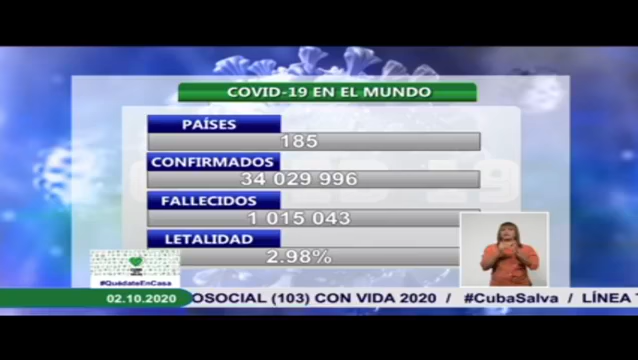 COVID-19 EN EL MUNDO
PAÍSES
185
CONFIRMADOS
34 029 996
FALLECIDOS
1 015 043
LETALIDAD
2.98%
#QuédateEnCasa
02.10.2020
OSOCIAL (103) CON VIDA 2020 / #CubaSalva / LÍNEA T